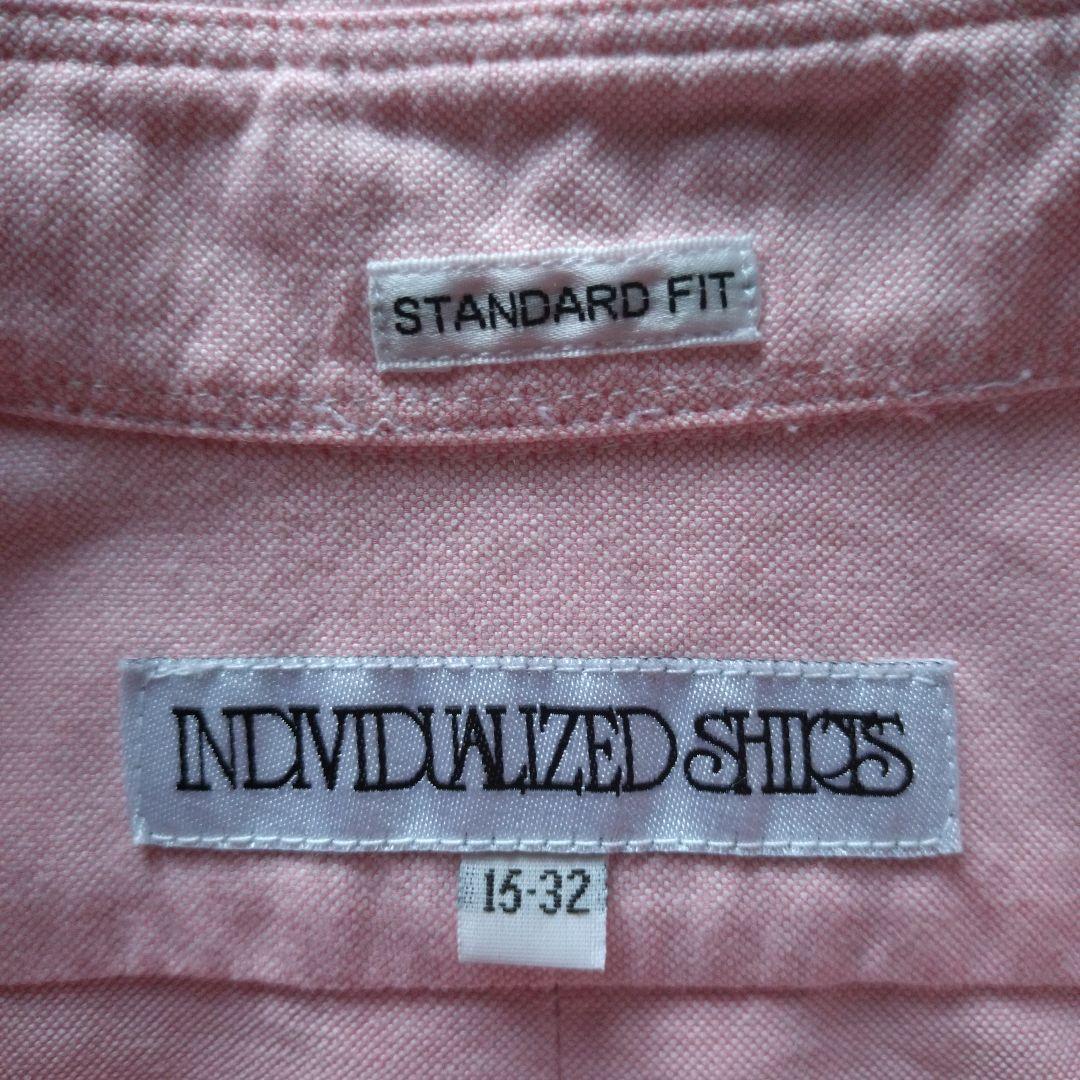 STANDARD FIT
INDIVIDUALIZED SHIRTS
15-32